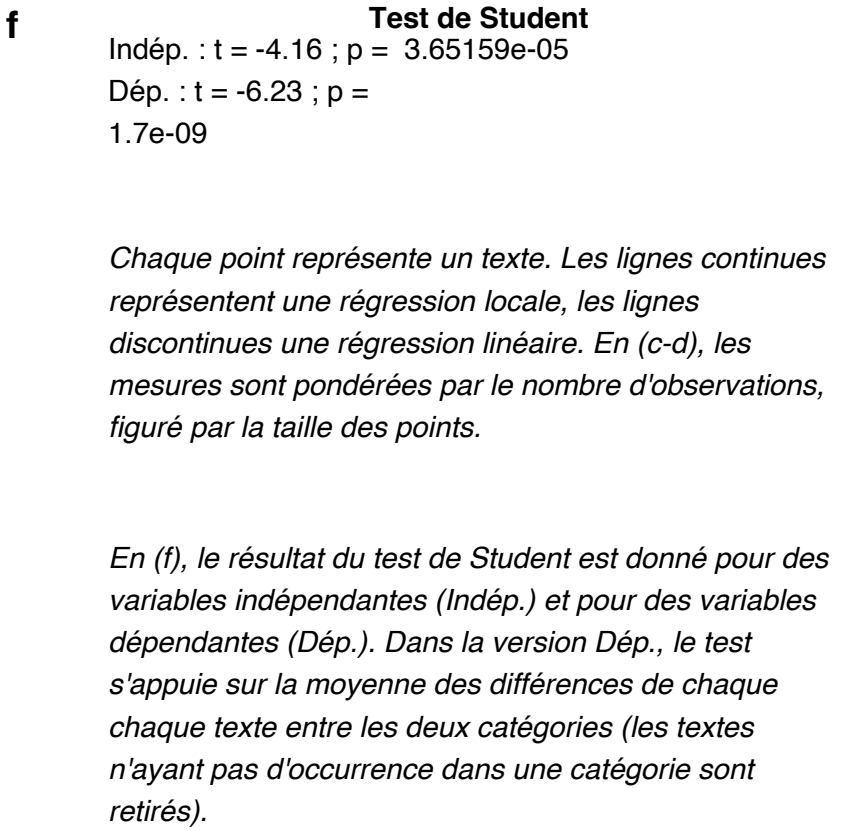 f
Test de Student
Indép. : t = -4.16 ; p =  3.65159e-05
Dép. : t = -6.23 ; p =
1.7e-09
Chaque point représente un texte. Les lignes continues
représentent une régression locale, les lignes
discontinues une régression linéaire. En (c-d), les
mesures sont pondérées par le nombre d'observations,
figuré par la taille des points.
En (f), le résultat du test de Student est donné pour des
variables indépendantes (Indép.) et pour des variables
dépendantes (Dép.). Dans la version Dép., le test
s'appuie sur la moyenne des différences de chaque
chaque texte entre les deux catégories (les textes
n'ayant pas d'occurrence dans une catégorie sont
retirés).